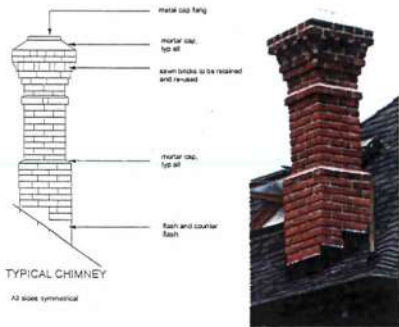 metal cap flang
mortar cap,
typ all
sawn bricks to be retained
and re-used
mortar cap,
typ all
flash and counter
flash
TYPICAL CHIMNEY
All sides symmetrical